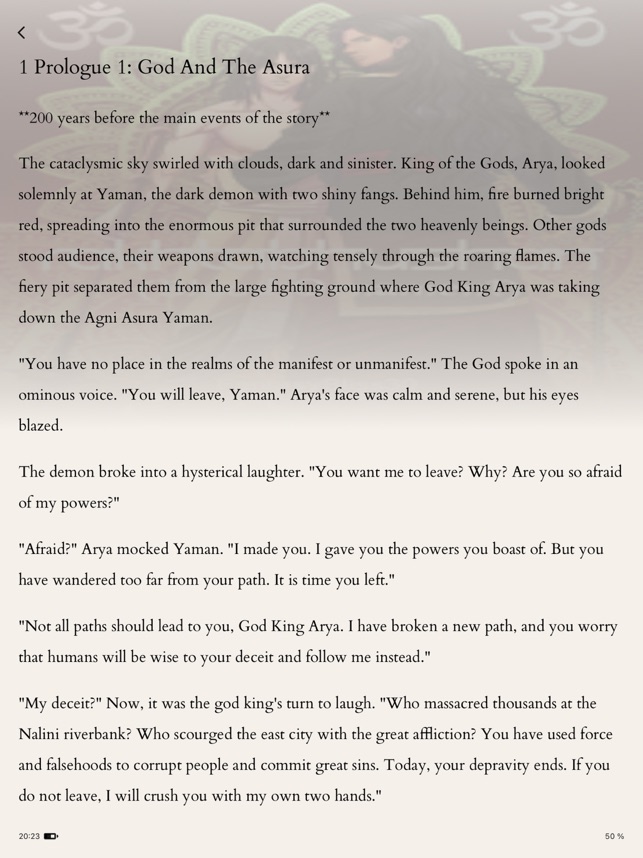 ॐ ॐ
1 Prologue 1: God And The Asura
**200 years before the main events of the story**
The cataclysmic sky swirled with clouds, dark and sinister. King of the Gods, Arya, looked
solemnly at Yaman, the dark demon with two shiny fangs. Behind him, fire burned bright
red, spreading into the enormous pit that surrounded the two heavenly beings. Other gods
stood audience, their weapons drawn, watching tensely through the roaring flames. The
fiery pit separated them from the large fighting ground where God King Arya was taking
down the Agni Asura Yaman.
"You have no place in the realms of the manifest or unmanifest." The God spoke in an
ominous voice. "You will leave, Yaman." Arya's face was calm and serene, but his eyes
blazed.
The demon broke into a hysterical laughter. "You want me to leave? Why? Are you so afraid
of my powers?"
"Afraid?" Arya mocked Yaman. "I made you. I gave you the powers you boast of. But you
have wandered too far from your path. It is time you left."
"Not all paths should lead to you, God King Arya. I have broken a new path, and you worry
that humans will be wise to your deceit and follow me instead."
"My deceit?" Now, it was the god king's turn to laugh. "Who massacred thousands at the
Nalini riverbank? Who scourged the east city with the great affliction? You have used force
and falsehoods to corrupt people and commit great sins. Today, your depravity ends. If you
do not leave, I will crush you with my own two hands."
20:23 50 %